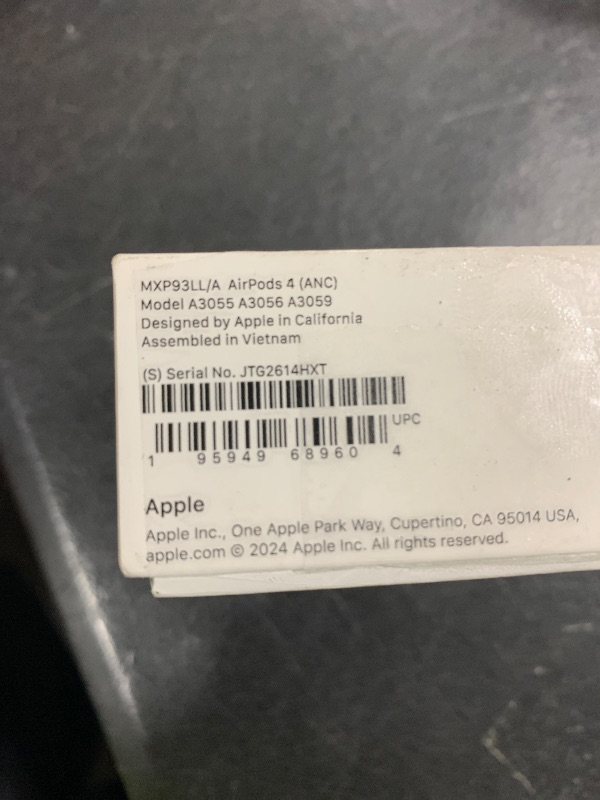 MXP93LL/A AirPods 4 (ANC)
Model A3055 A3056 A3059
Designed by Apple in California
Assembled in Vietnam
(S) Serial No. JTG2614HXT
UPC
1 95949 68960 4
Apple
Apple Inc., One Apple Park Way, Cupertino, CA 95014 USA,
apple.com © 2024 Apple Inc. All rights reserved.